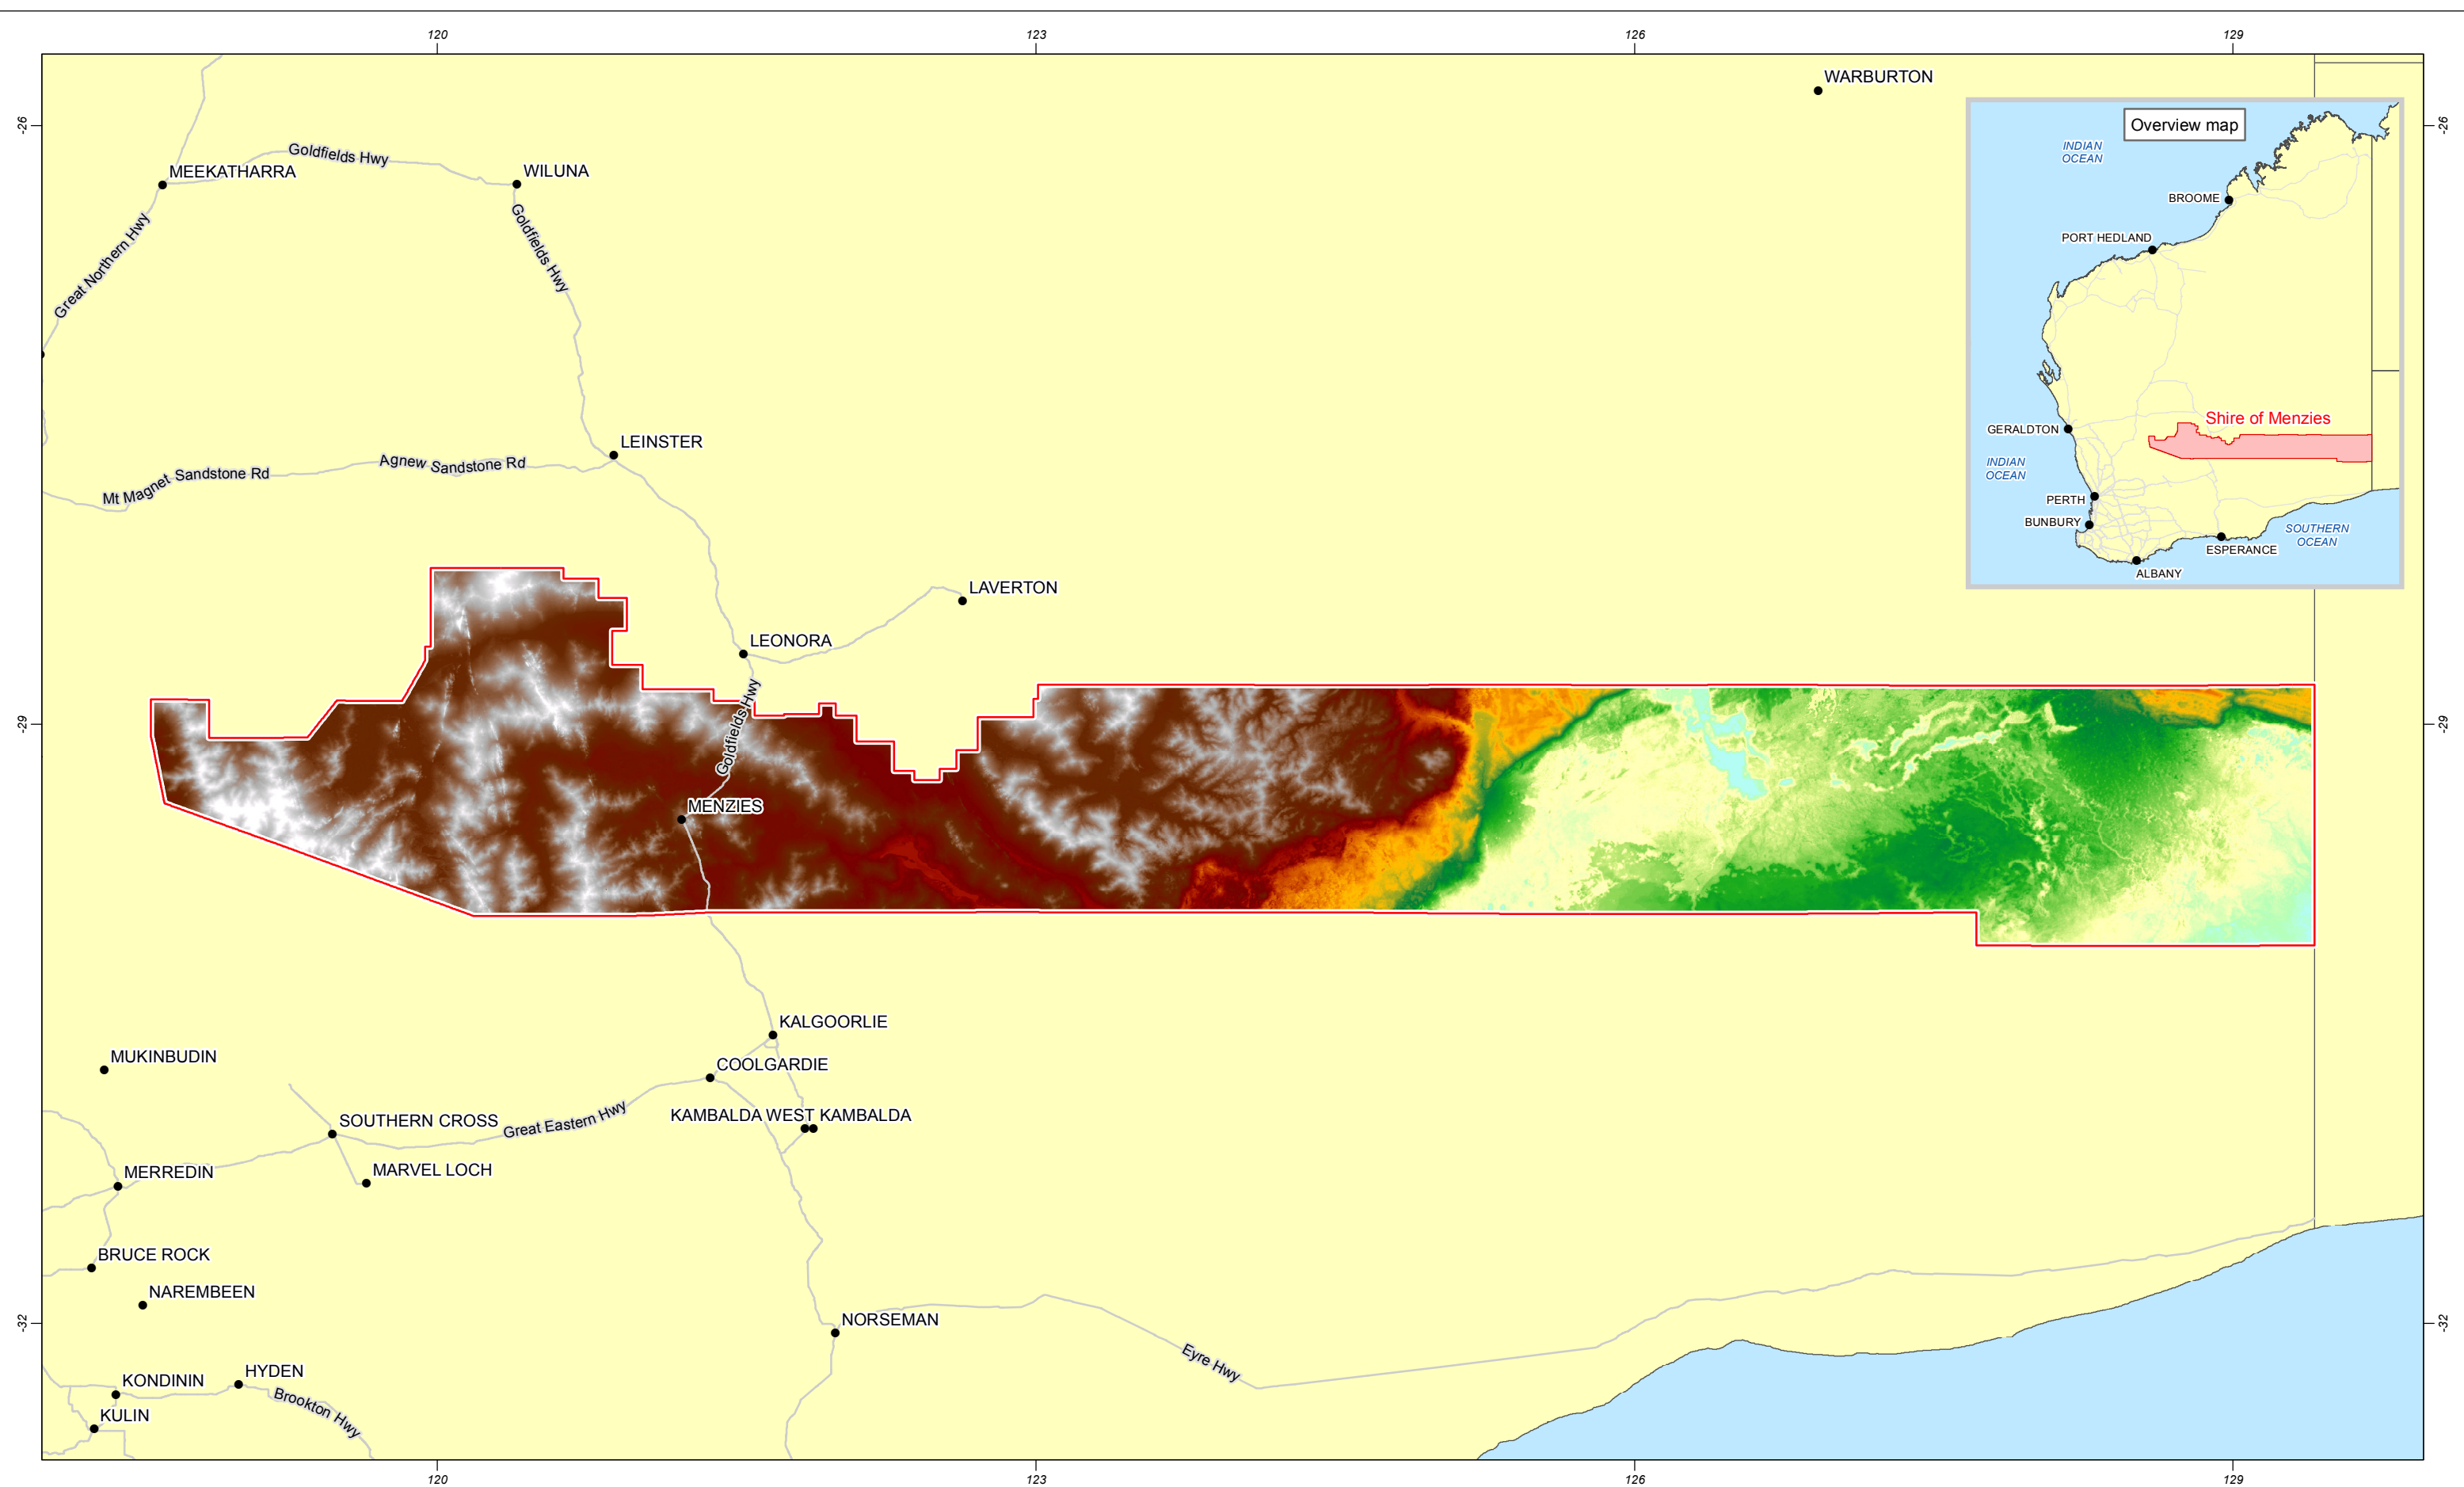 120
123
126
129
WARBURTON
-26
-26
Overview map
INDIAN
OCEAN
Goldfields Hwy
MEEKATHARRA
WILUNA
BROOME
Goldfields Hwy
Great Northern Hwy
PORT HEDLAND
Shire of Menzies
GERALDTON
LEINSTER
INDIAN
OCEAN
Agnew Sandstone Rd
Mt Magnet Sandstone Rd
PERTH
BUNBURY
SOUTHERN
OCEAN
ESPERANCE
ALBANY
LAVERTON
LEONORA
Goldfields Hwy
-29
-29
MENZIES
KALGOORLIE
MUKINBUDIN
COOLGARDIE
KAMBALDA WEST
KAMBALDA
SOUTHERN CROSS
Great Eastern Hwy
MERREDIN
MARVEL LOCH
BRUCE ROCK
NAREMBEEN
NORSEMAN
-32
-32
Eyre Hwy
HYDEN
KONDININ
Brookton Hwy
KULIN
120
123
126
129